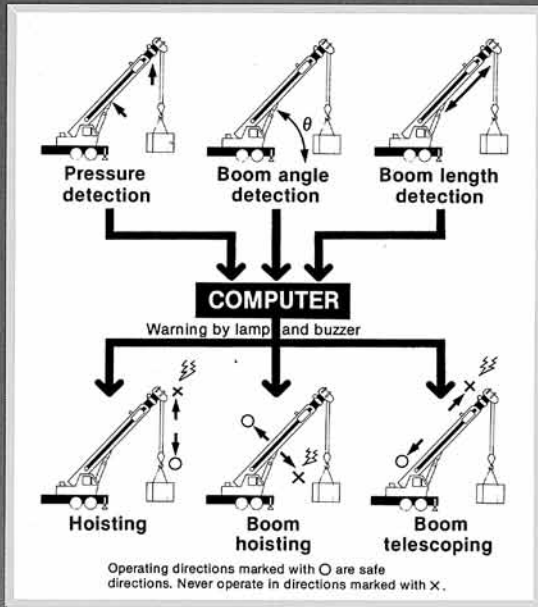 θ
Pressure
detection
Boom angle
detection
Boom length
detection
COMPUTER
Warning by lamp and buzzer
Hoisting
Boom
hoisting
Boom
telescoping
Operating directions marked with ○ are safe
directions. Never operate in directions marked with ×.